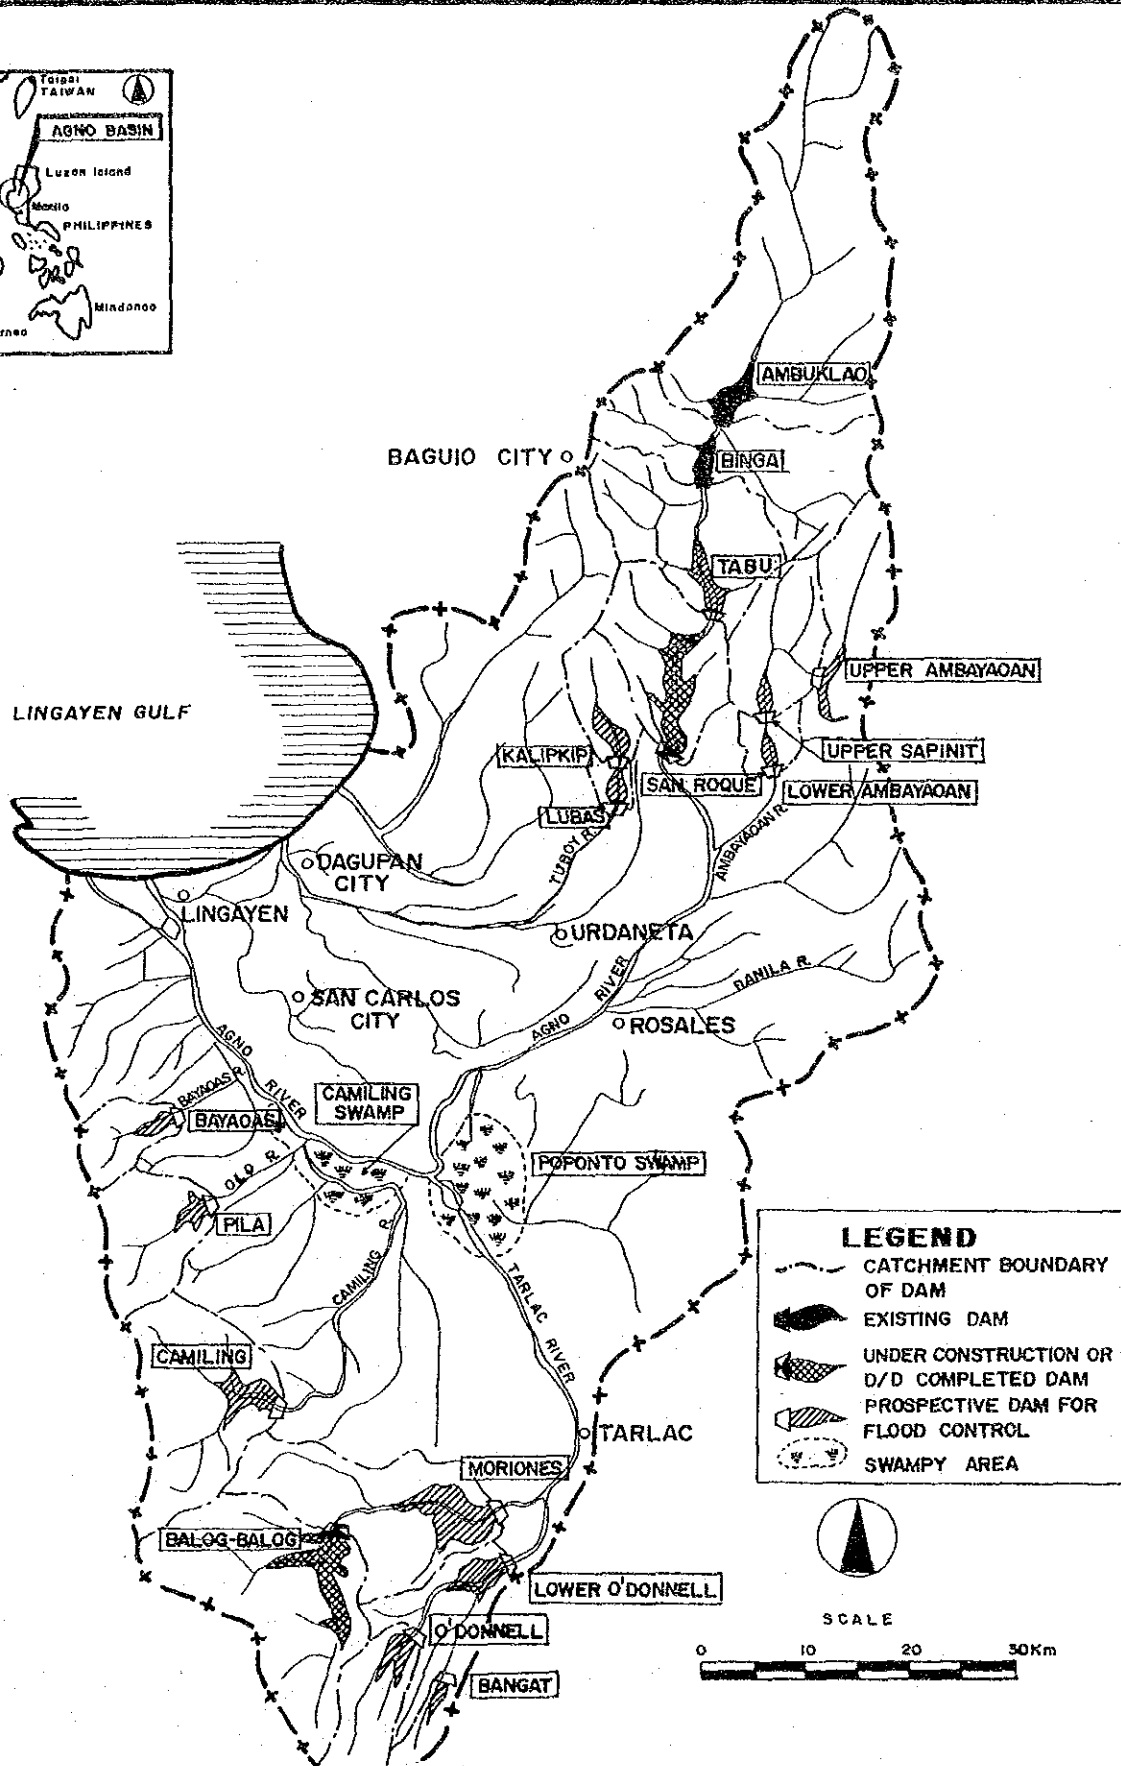 Taipai
TAIWAN
AGNO BASIN
Luzon Island
Manila
PHILIPPINES
Mindanao
AMBUKLAO
BAGUIO CITY
BINGA
TABU
UPPER AMBAYAOAN
LINGAYEN GULF
KALIPKIP
UPPER SAPINIT
SAN ROQUE
LOWER AMBAYAOAN
LUBAS
TUBOY R.
AMBAYAOAN R.
DAGUPAN
CITY
LINGAYEN
URDANETA
DANILA R.
SAN CARLOS
CITY
AGNO RIVER
ROSALES
AGNO RIVER
CAMILING
SWAMP
BAYAOAS R.
BAYAOAS
OLO R.
POPONTO SWAMP
PILA
CAMILING R.
TARLAC RIVER
CAMILING
TARLAC
MORIONES
BALOG-BALOG
LOWER O'DONNELL
O'DONNELL
BANGAT
LEGEND
CATCHMENT BOUNDARY
OF DAM
EXISTING DAM
UNDER CONSTRUCTION OR
D/D COMPLETED DAM
PROSPECTIVE DAM FOR
FLOOD CONTROL
SWAMPY AREA
SCALE
0 10 20 30Km